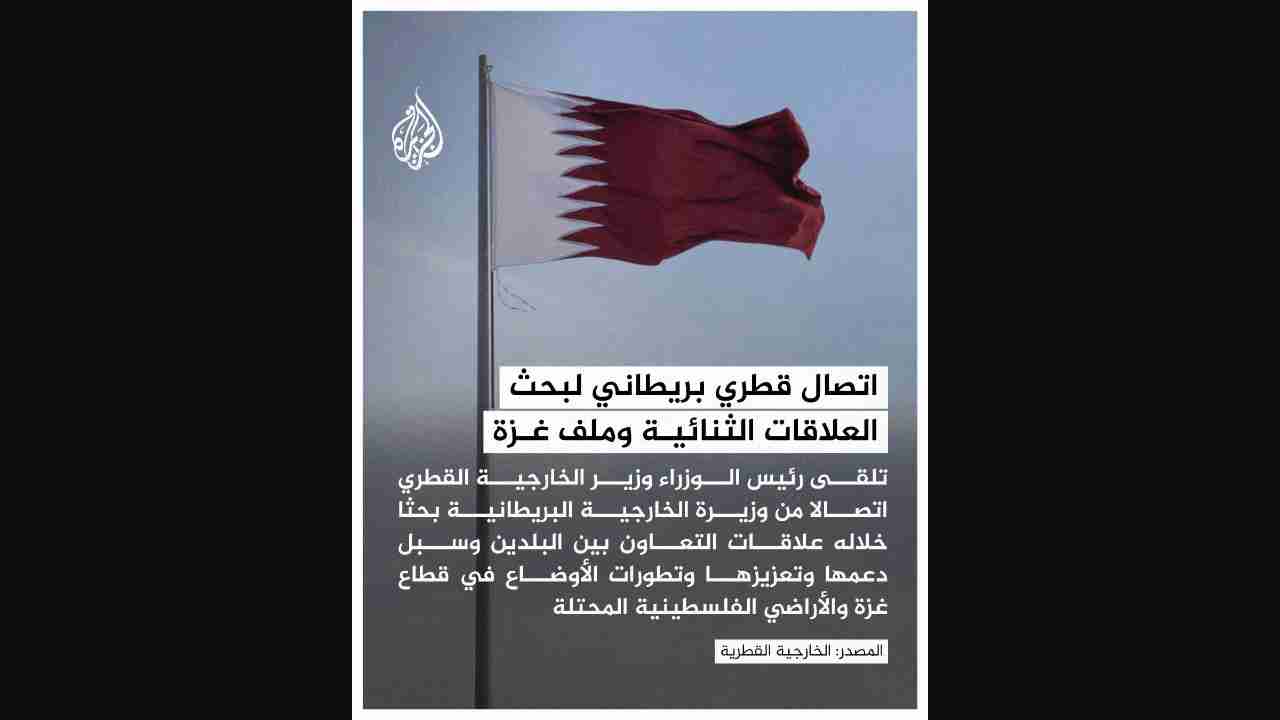 الجزيرة
اتصال قطري بريطاني لبحث
العلاقات الثنائية وملف غزة
تلقى رئيس الوزراء وزير الخارجية القطري
اتصالا من وزيرة الخارجية البريطانية بحثا
خلاله علاقات التعاون بين البلدين وسبل
دعمها وتعزيزها وتطورات الأوضاع في قطاع
غزة والأراضي الفلسطينية المحتلة
المصدر: الخارجية القطرية